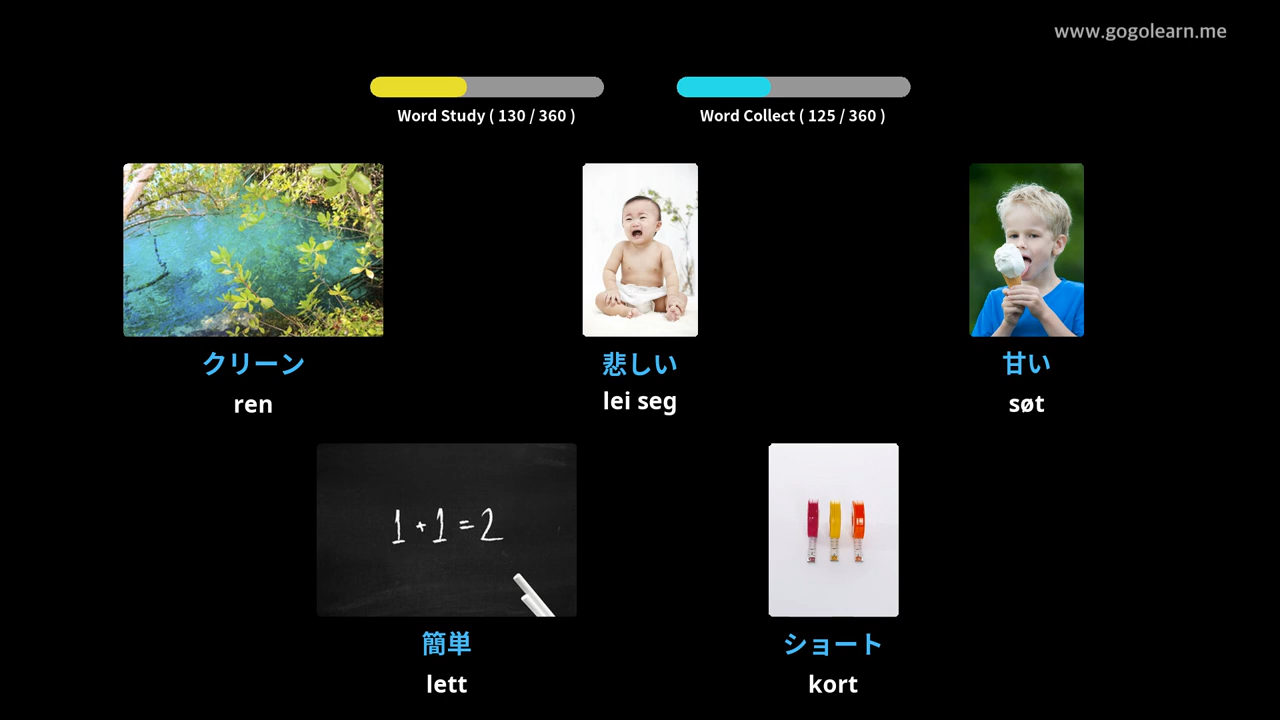 www.gogolearn.me
Word Study ( 130 / 360 )
Word Collect ( 125 / 360 )
クリーン
ren
悲しい
lei seg
甘い
søt
1 + 1 = 2
簡単
lett
ショート
kort